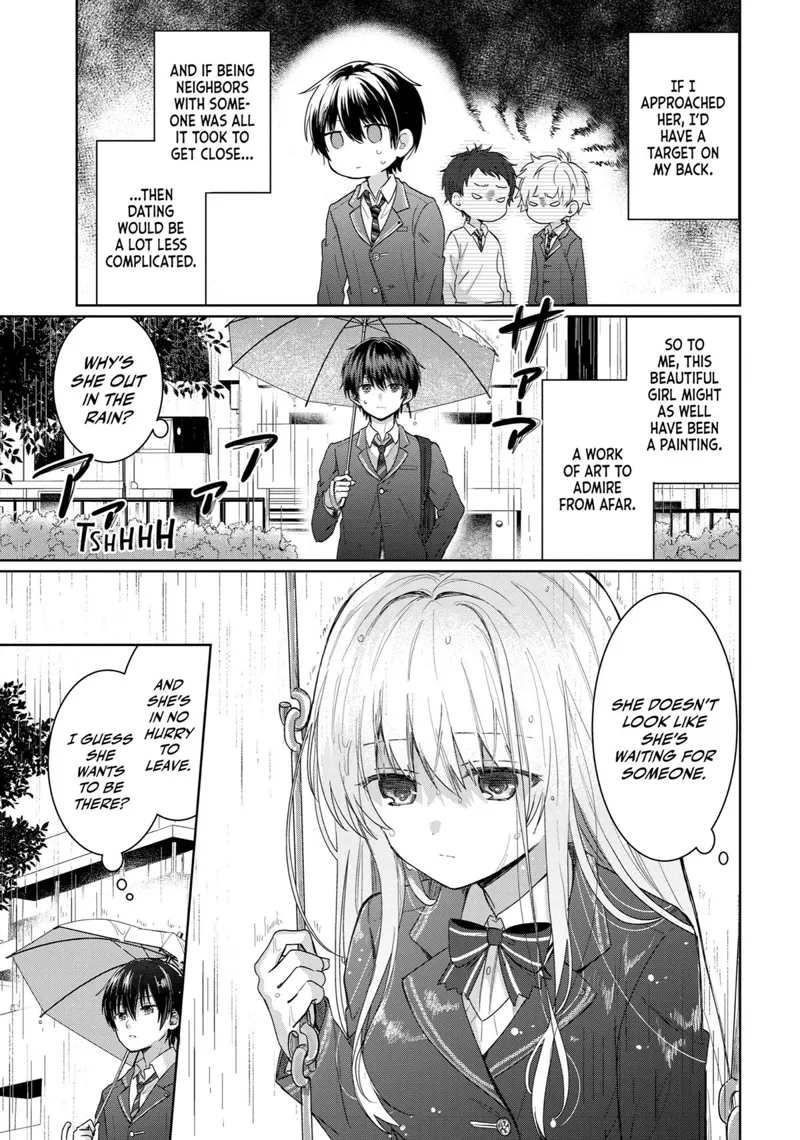 IF I
APPROACHED
HER, I'D
HAVE A
TARGET ON
MY BACK.
AND IF BEING
NEIGHBORS
WITH SOME-
ONE WAS ALL
IT TOOK TO
GET CLOSE...
...THEN
DATING
WOULD BE
A LOT LESS
COMPLICATED.
SO TO
ME, THIS
BEAUTIFUL
GIRL MIGHT
AS WELL
HAVE BEEN
A PAINTING.
A WORK
OF ART TO
ADMIRE
FROM AFAR.
サァァー
WHY'S
SHE OUT
IN THE
RAIN?
アァァァ
TSHHHH
SHE DOESN'T
LOOK LIKE
SHE'S
WAITING FOR
SOMEONE.
AND
SHE'S
IN NO
HURRY
TO
LEAVE.
I GUESS
SHE
WANTS
TO BE
THERE?